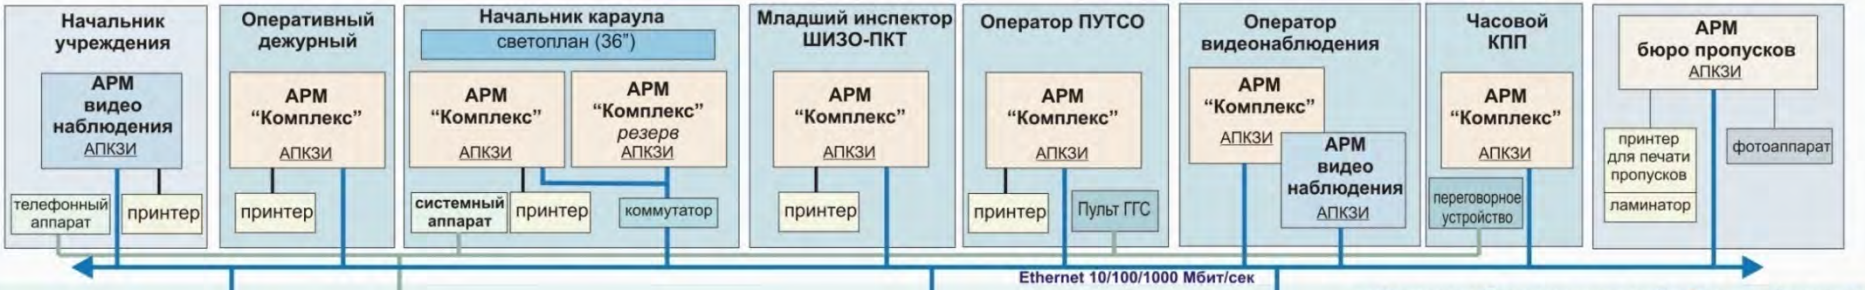 Начальник
учреждения
АРМ
видео
наблюдения
АПКЗИ
телефонный
аппарат
принтер
Оперативный
дежурный
АРМ
“Комплекс”
АПКЗИ
принтер
Начальник караула
светоплан (36”)
АРМ
“Комплекс”
АПКЗИ
АРМ
“Комплекс”
резерв
АПКЗИ
системный
аппарат
принтер
коммутатор
Младший инспектор
ШИЗО-ПКТ
АРМ
“Комплекс”
АПКЗИ
принтер
Оператор ПУТСО
АРМ
“Комплекс”
АПКЗИ
принтер
Пульт ГГС
Оператор
видеонаблюдения
АРМ
“Комплекс”
АПКЗИ
АРМ
видео
наблюдения
АПКЗИ
Часовой
КПП
АРМ
“Комплекс”
АПКЗИ
переговорное
устройство
АРМ
бюро пропусков
АПКЗИ
принтер
для печати
пропусков
ламинатор
фотоаппарат
Ethernet 10/100/1000 Мбит/сек